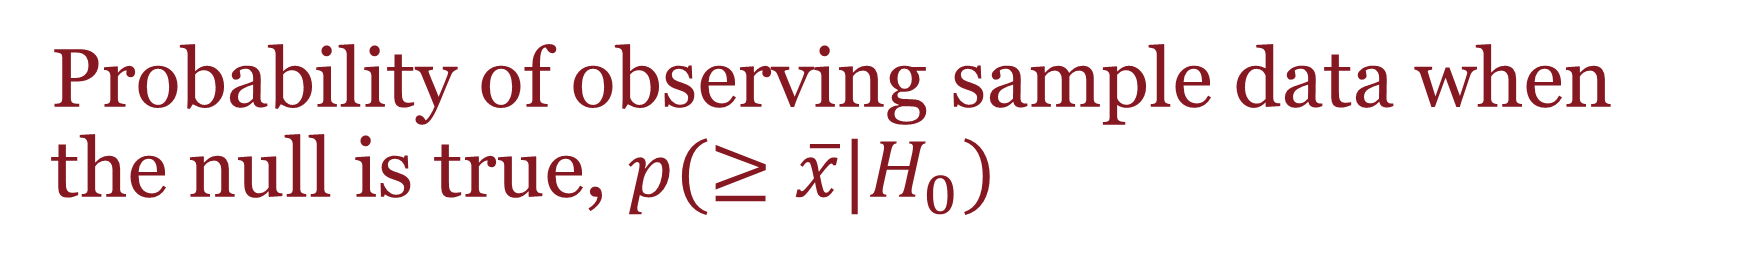 Probability of observing sample data when
the null is true, p(≥ x̄|H₀)